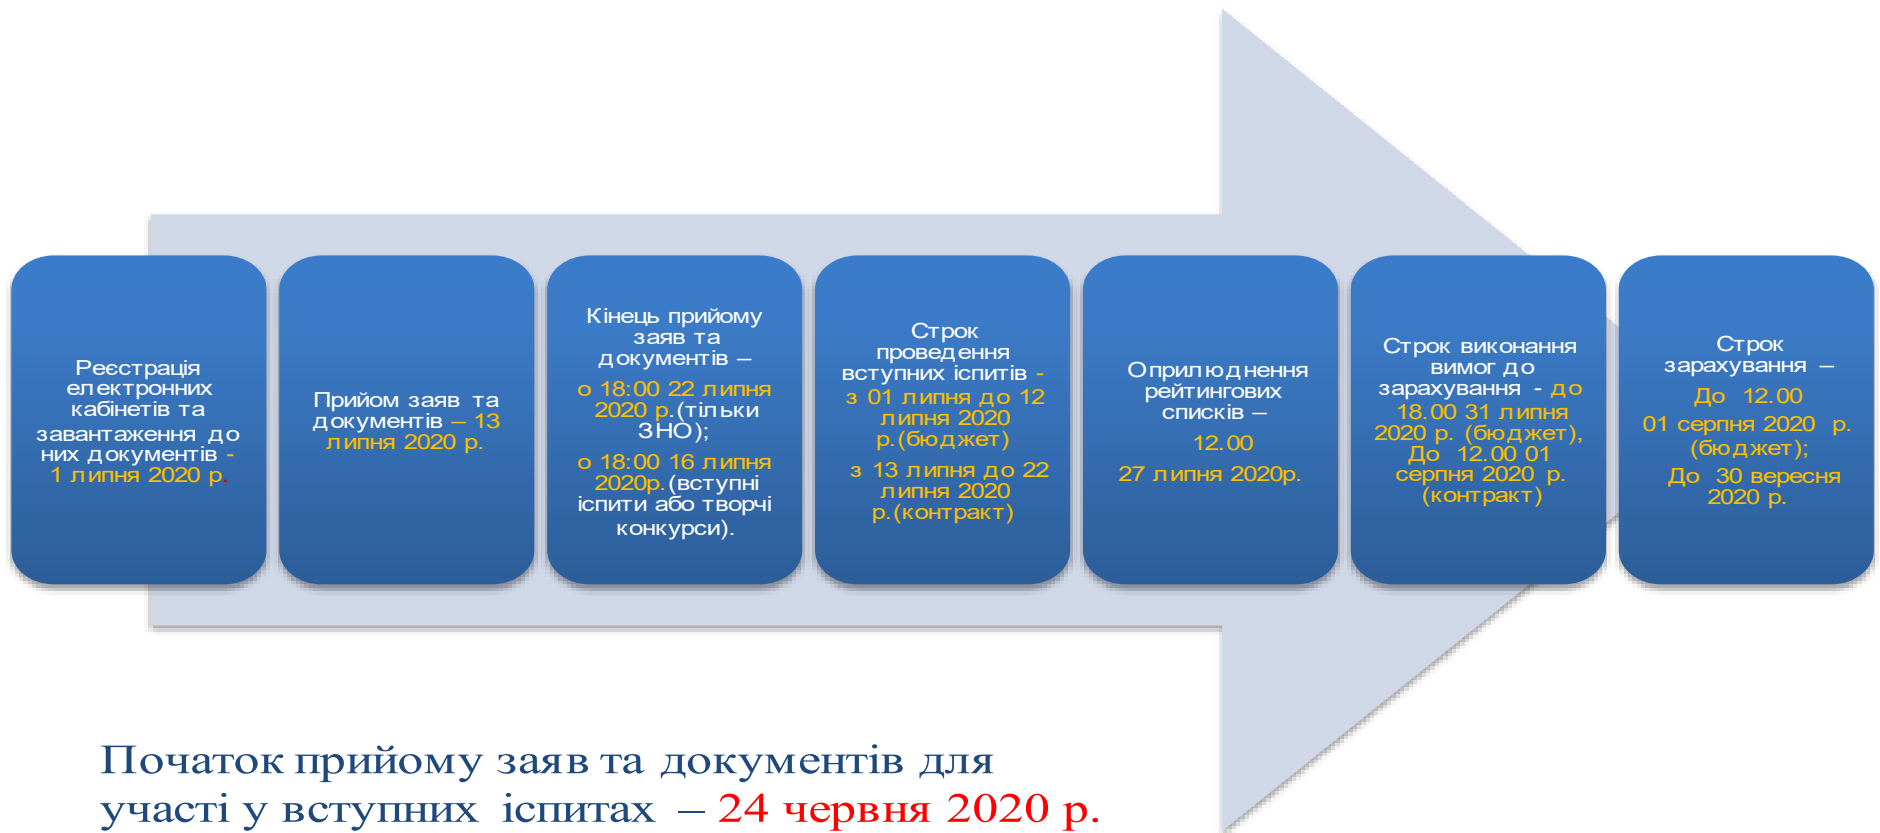 Реєстрація
електронних
кабінетів та
завантаження до
них документів -
1 липня 2020 р.
Прийом заяв та
документів – 13
липня 2020 р.
Кінець прийому
заяв та
документів –
о 18:00 22 липня
2020 р.(тільки
ЗНО);
о 18:00 16 липня
2020р.(вступні
іспити або творчі
конкурси).
Строк
проведення
вступних іспитів -
з 01 липня до 12
липня 2020
р.(бюджет)
з 13 липня до 22
липня 2020
р.(контракт)
Оприлюднення
рейтингових
списків –
12.00
27 липня 2020р.
Строк виконання
вимог до
зарахування - до
18.00 31 липня
2020 р. (бюджет),
До 12.00 01
серпня 2020 р.
(контракт)
Строк
зарахування –
До 12.00
01 серпня 2020 р.
(бюджет);
До 30 вересня
2020 р.
Початок прийому заяв та документів для
участі у вступних іспитах – 24 червня 2020 р.